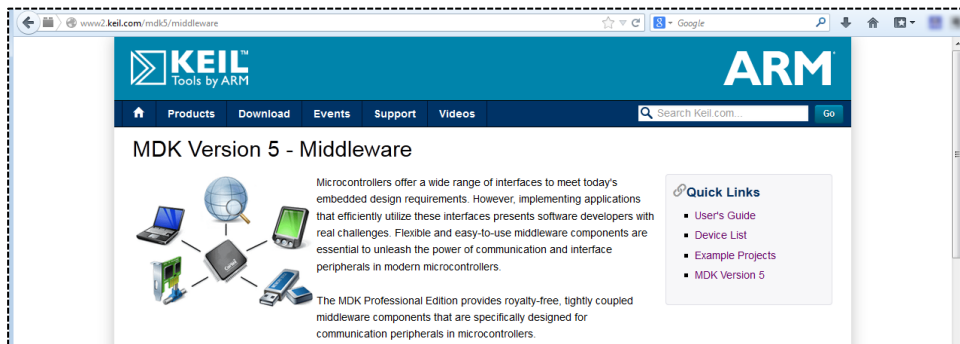 www2.keil.com/mdk5/middleware
8 Google
KEIL™
Tools by ARM
ARM
Products Download Events Support Videos
Search Keil.com...
Go
MDK Version 5 - Middleware
Microcontrollers offer a wide range of interfaces to meet today's
embedded design requirements. However, implementing applications
that efficiently utilize these interfaces presents software developers with
real challenges. Flexible and easy-to-use middleware components are
essential to unleash the power of communication and interface
peripherals in modern microcontrollers.
The MDK Professional Edition provides royalty-free, tightly coupled
middleware components that are specifically designed for
communication peripherals in microcontrollers.
Cortex
Quick Links
User's Guide
Device List
Example Projects
MDK Version 5